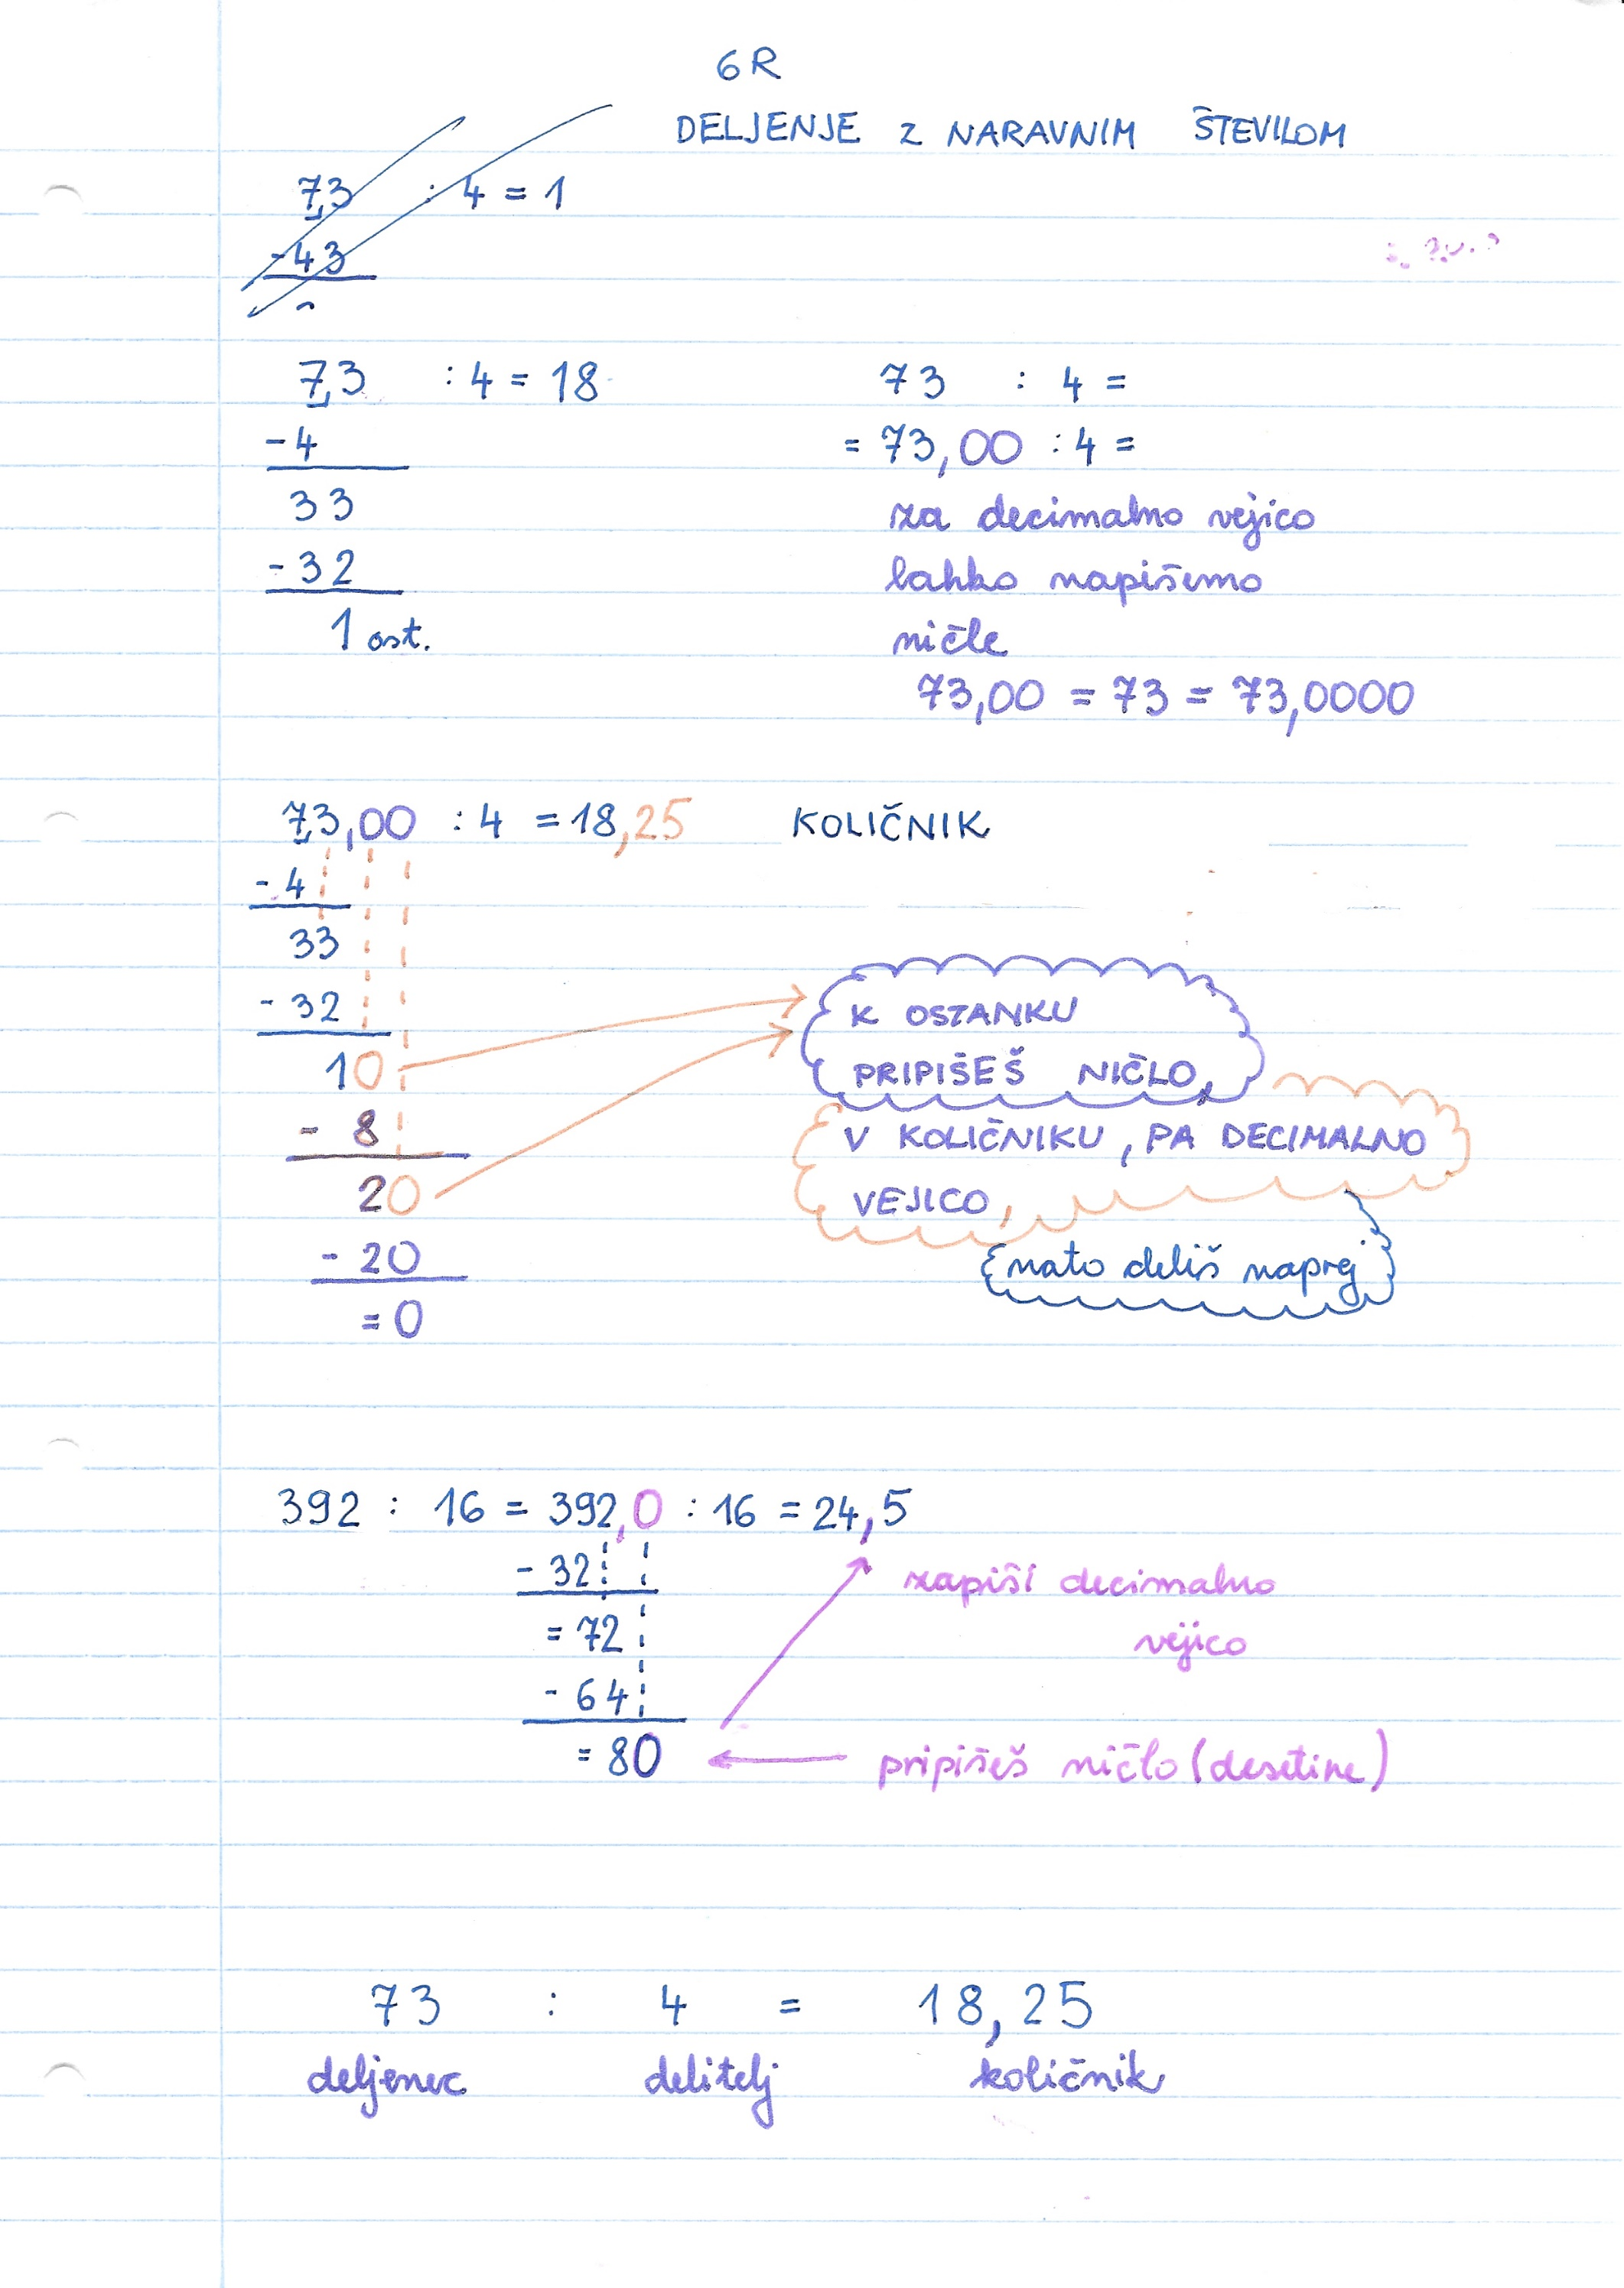 6R
DELJENJE Z NARAVNIM ŠTEVILOM
73 : 4 = 1
-43
73 : 4 = 18
-4
33
-32
1 ost.
73 : 4 =
= 73,00 : 4 =
za decimalno vejico
lahko napišemo
ničle
73,00 = 73 = 73,0000
73,00 : 4 = 18,25 KOLIČNIK
- 4
33
- 32
10
- 8
20
- 20
= 0
K OSTANKU
PRIPIŠEŠ NIČLO,
V KOLIČNIKU, PA DECIMALNO
VEJICO,
nato deliš naprej
392 : 16 = 392,0 : 16 = 24,5
- 32
= 72
- 64
= 80
zapiši decimalno
vejico
pripišeš ničlo (desetine)
73 : 4 = 18,25
deljenec delitelj količnik